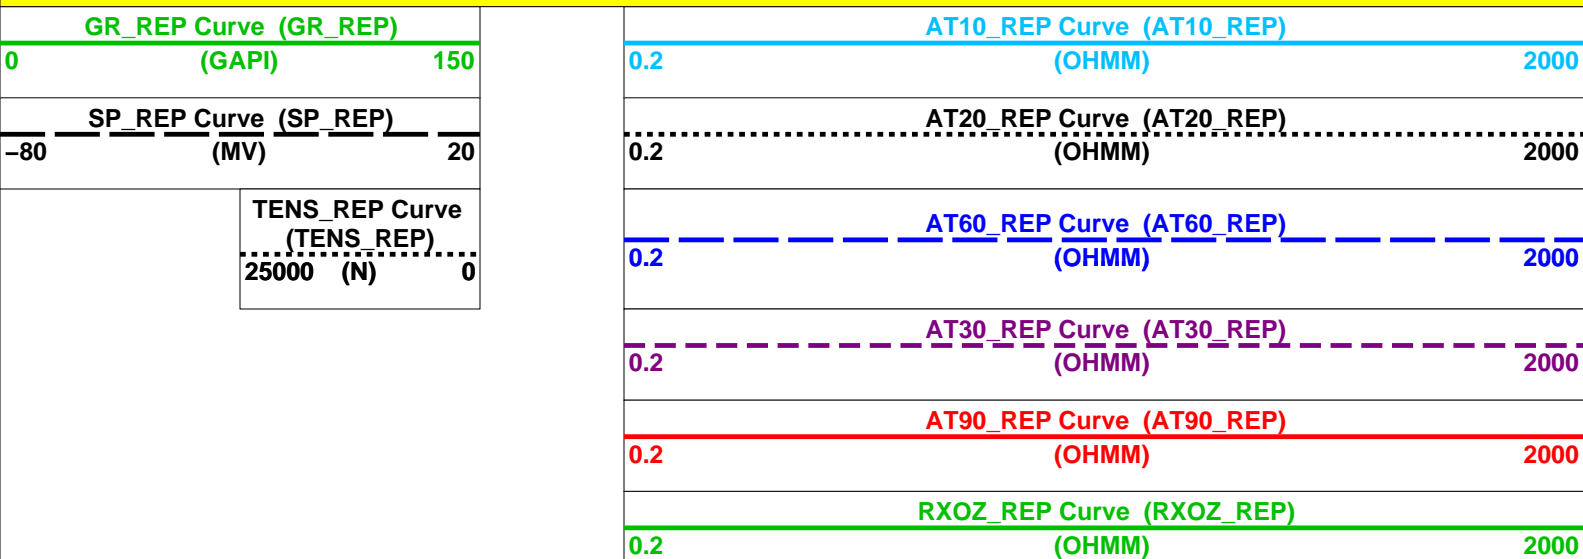 GR_REP Curve (GR_REP)
0 (GAPI) 150
SP_REP Curve (SP_REP)
−80 (MV) 20
TENS_REP Curve
(TENS_REP)
25000 (N) 0
AT10_REP Curve (AT10_REP)
0.2 (OHMM) 2000
AT20_REP Curve (AT20_REP)
0.2 (OHMM) 2000
AT60_REP Curve (AT60_REP)
0.2 (OHMM) 2000
AT30_REP Curve (AT30_REP)
0.2 (OHMM) 2000
AT90_REP Curve (AT90_REP)
0.2 (OHMM) 2000
RXOZ_REP Curve (RXOZ_REP)
0.2 (OHMM) 2000